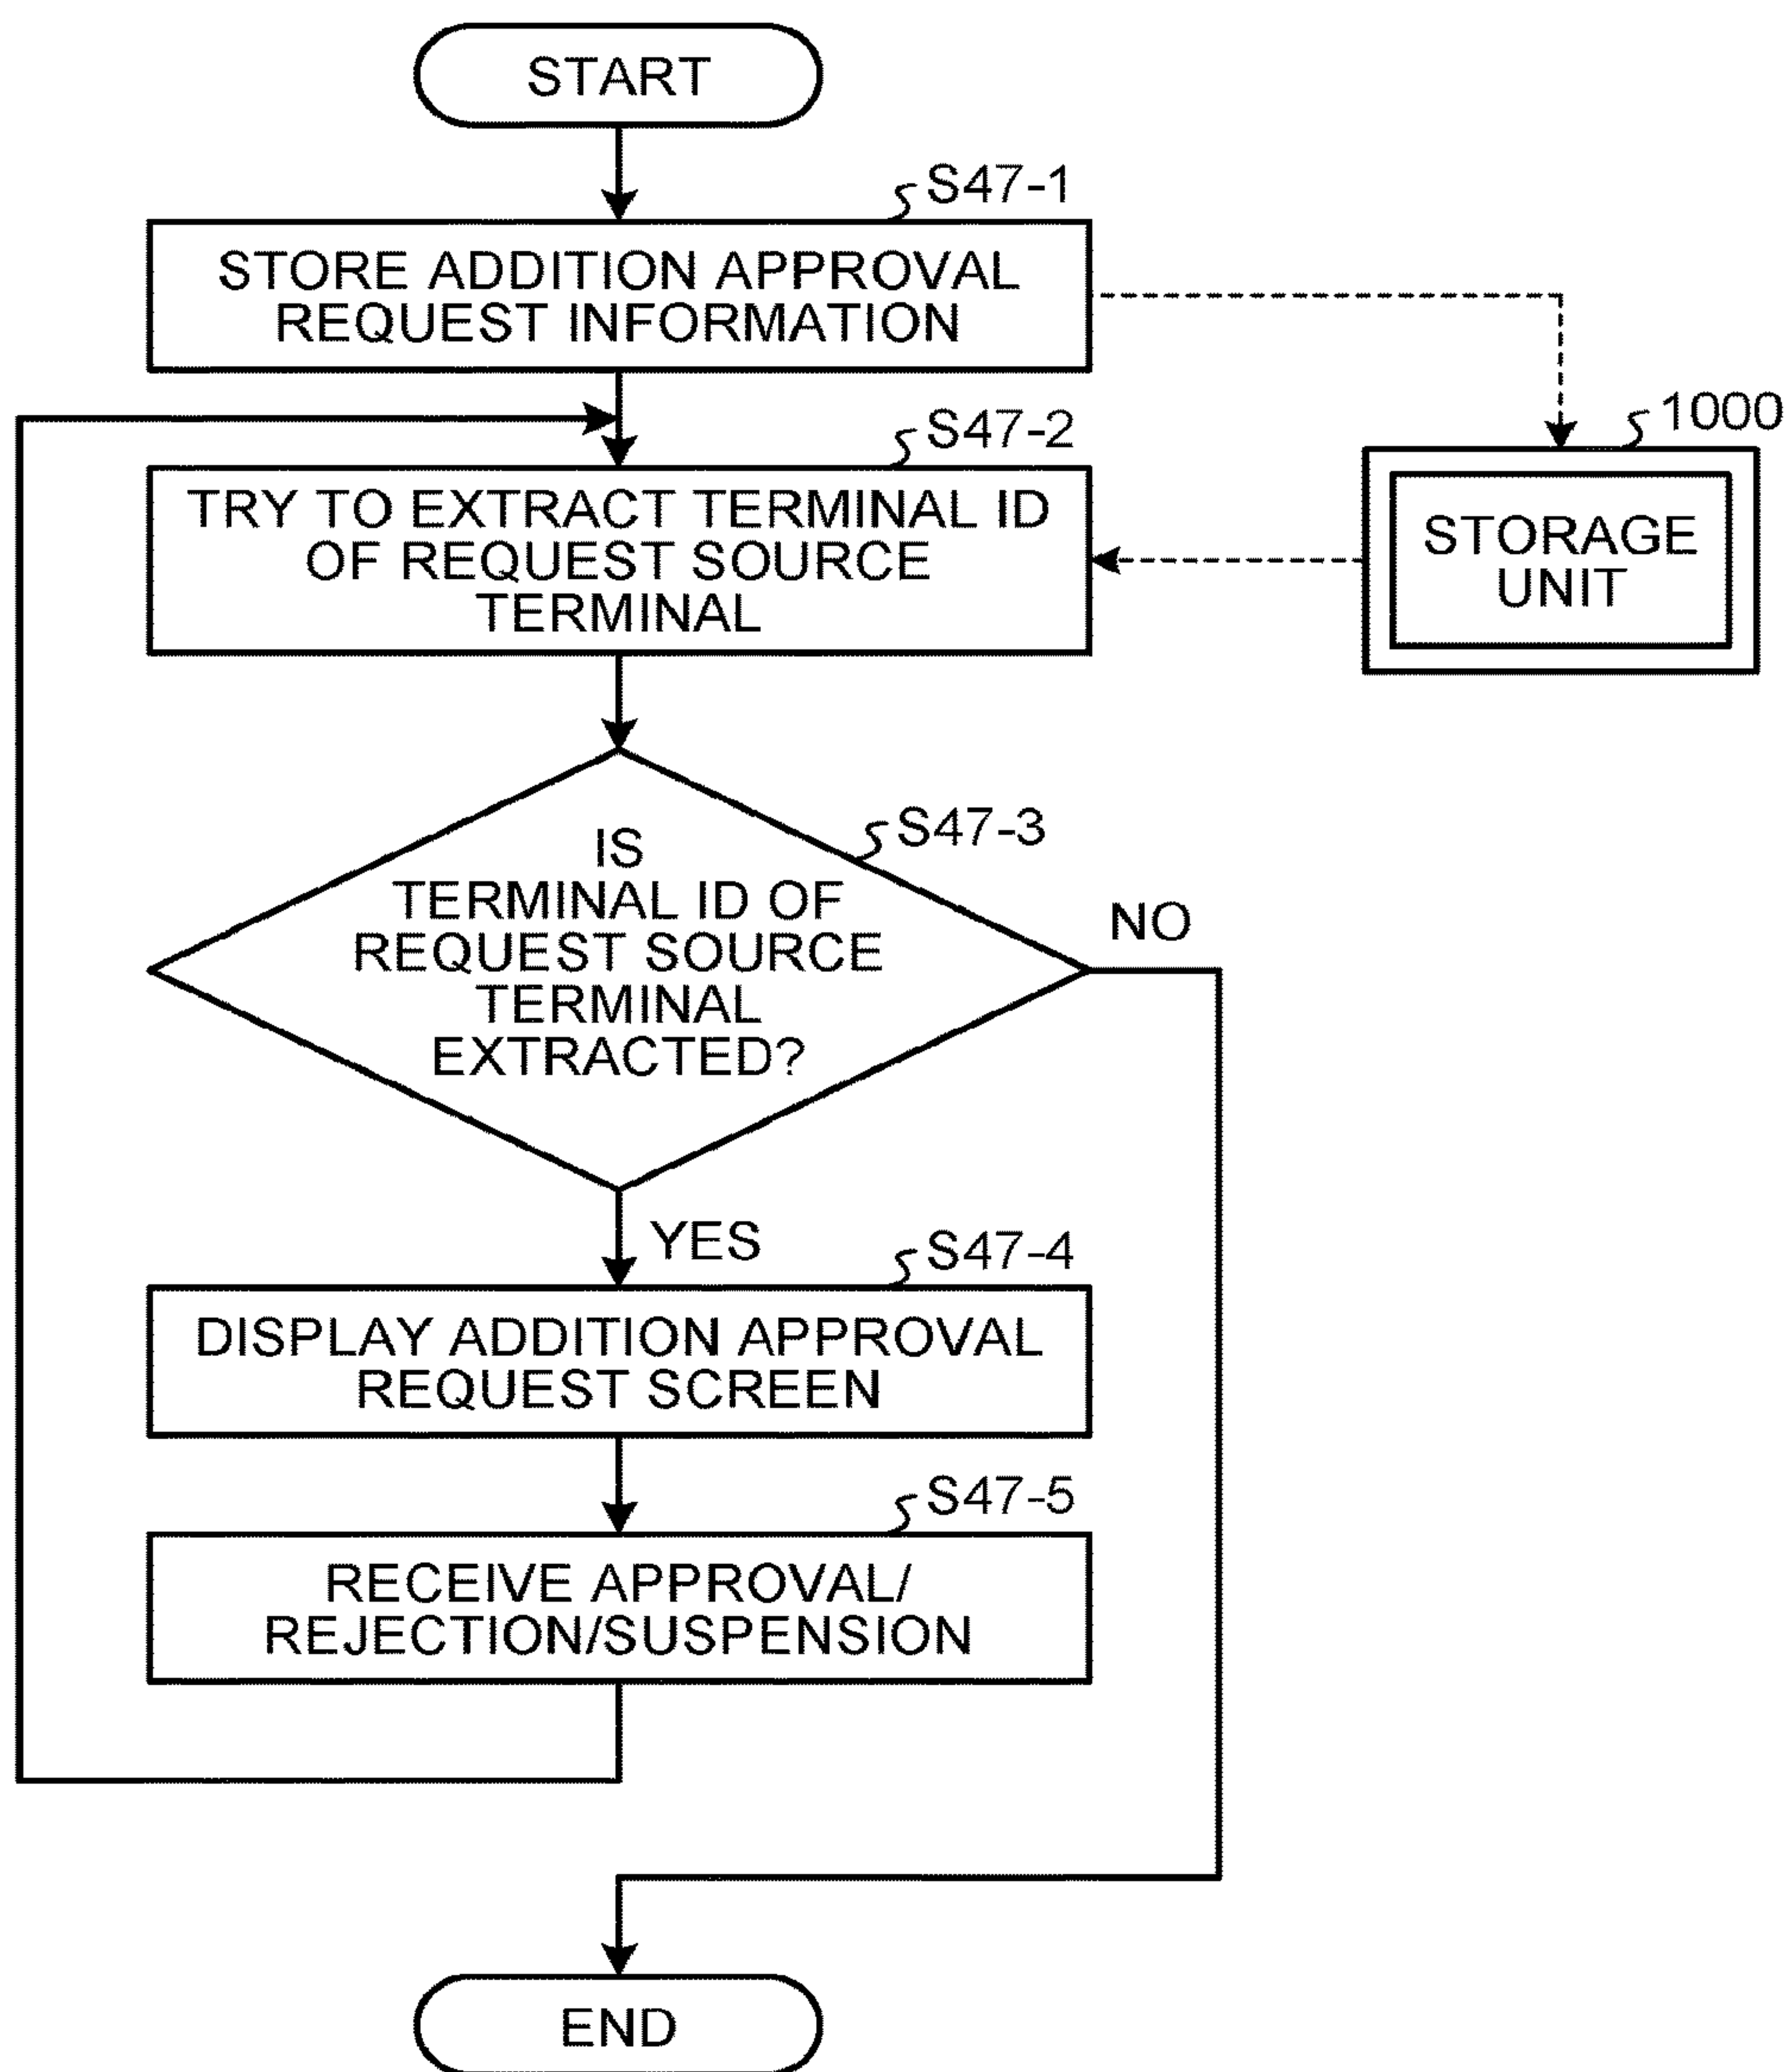 START
S47-1
STORE ADDITION APPROVAL
REQUEST INFORMATION
S47-2
TRY TO EXTRACT TERMINAL ID
OF REQUEST SOURCE
TERMINAL
1000
STORAGE
UNIT
S47-3
IS
TERMINAL ID OF
REQUEST SOURCE
TERMINAL
EXTRACTED?
NO
YES
S47-4
DISPLAY ADDITION APPROVAL
REQUEST SCREEN
S47-5
RECEIVE APPROVAL/
REJECTION/SUSPENSION
END